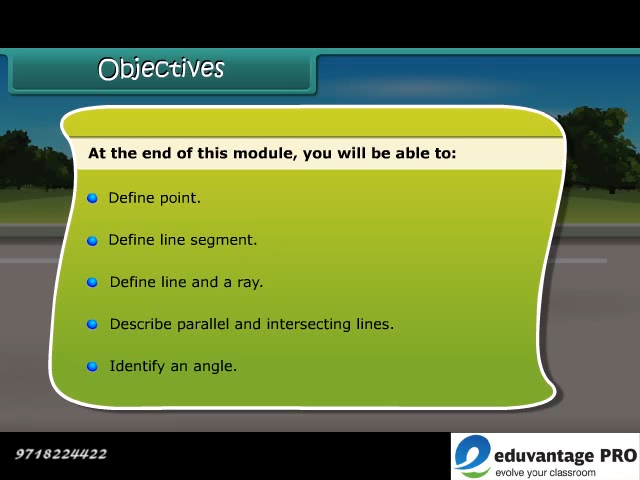 Objectives
At the end of this module, you will be able to:
Define point.
Define line segment.
Define line and a ray.
Describe parallel and intersecting lines.
Identify an angle.
9718224422
eduvantage PRO
evolve your classroom